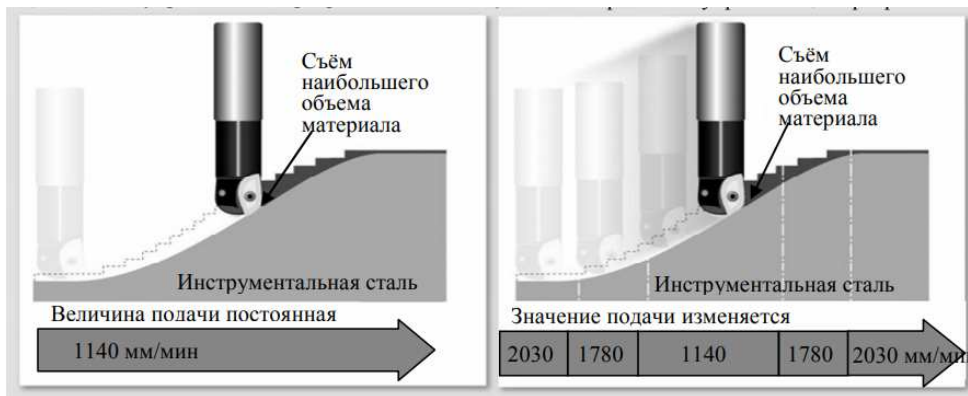 Съём
наибольшего
объема
материала
Инструментальная сталь
Величина подачи постоянная
1140 мм/мин
Съём
наибольшего
объема
материала
Инструментальная сталь
Значение подачи изменяется
2030 1780 1140 1780 2030 мм/ми